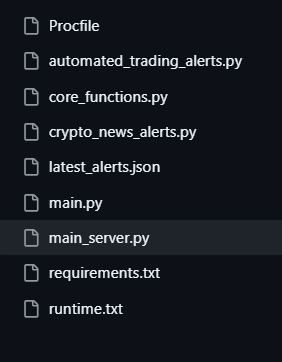 Procfile
automated_trading_alerts.py
core_functions.py
crypto_news_alerts.py
latest_alerts.json
main.py
main_server.py
requirements.txt
runtime.txt